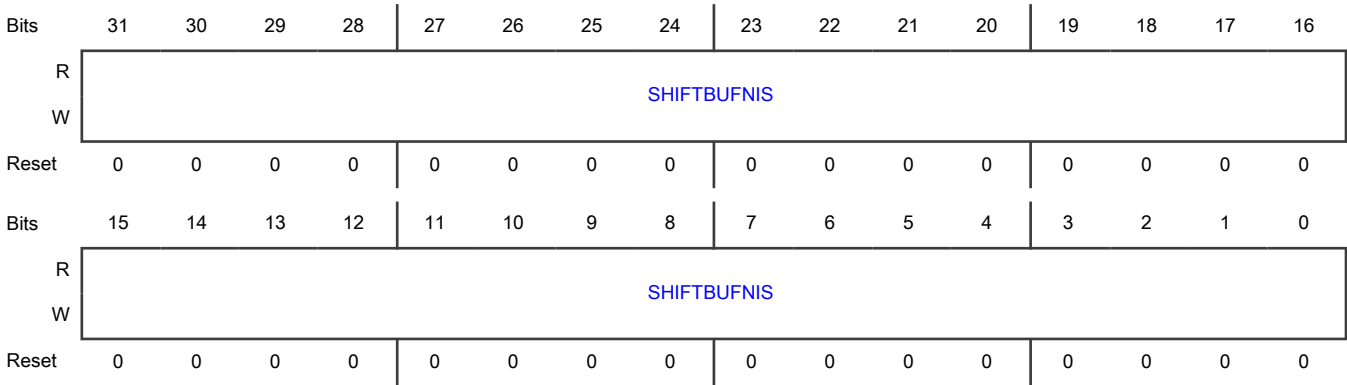 Bits 31 30 29 28 27 26 25 24 23 22 21 20 19 18 17 16
R
SHIFTBUFNIS
W
Reset 0 0 0 0 0 0 0 0 0 0 0 0 0 0 0 0
Bits 15 14 13 12 11 10 9 8 7 6 5 4 3 2 1 0
R
SHIFTBUFNIS
W
Reset 0 0 0 0 0 0 0 0 0 0 0 0 0 0 0 0